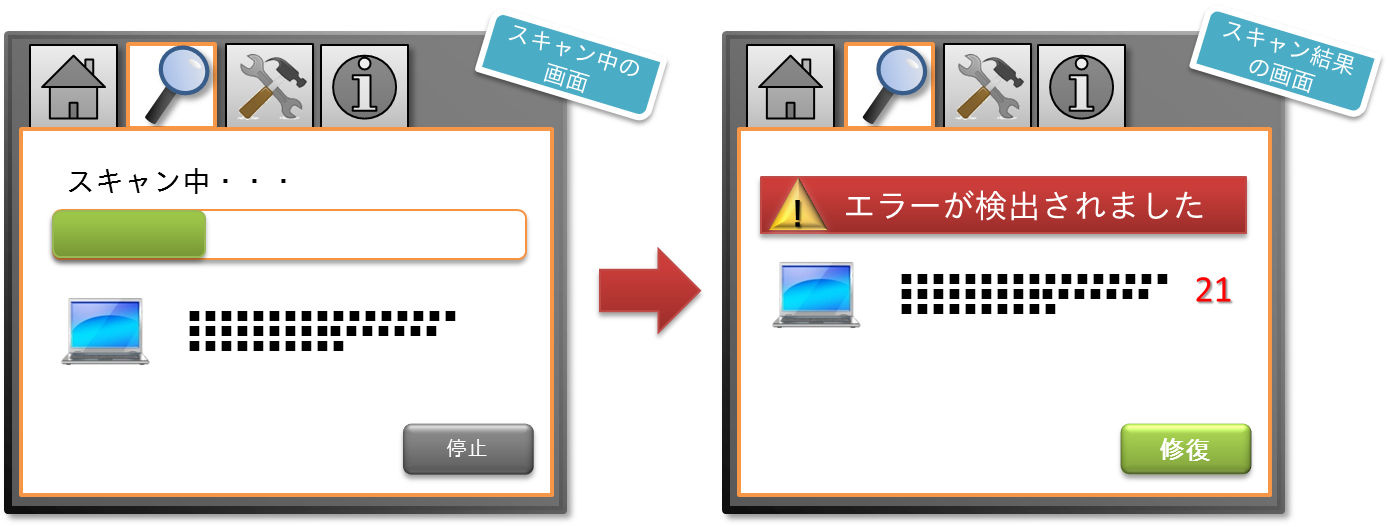 スキャン中の
画面
スキャン中・・・
停止
スキャン結果
の画面
!
エラーが検出されました
21
修復